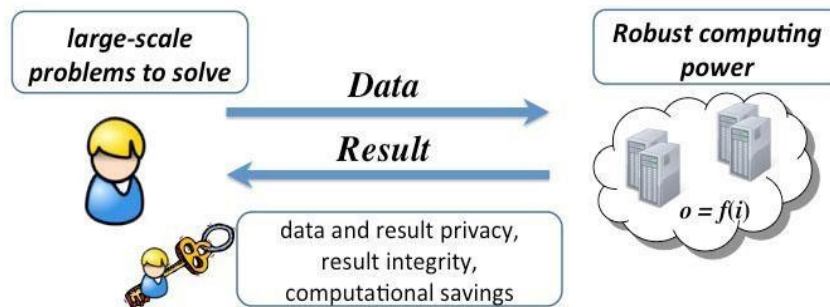 large-scale
problems to solve
Robust computing
power
Data
Result
o = f(i)
data and result privacy,
result integrity,
computational savings